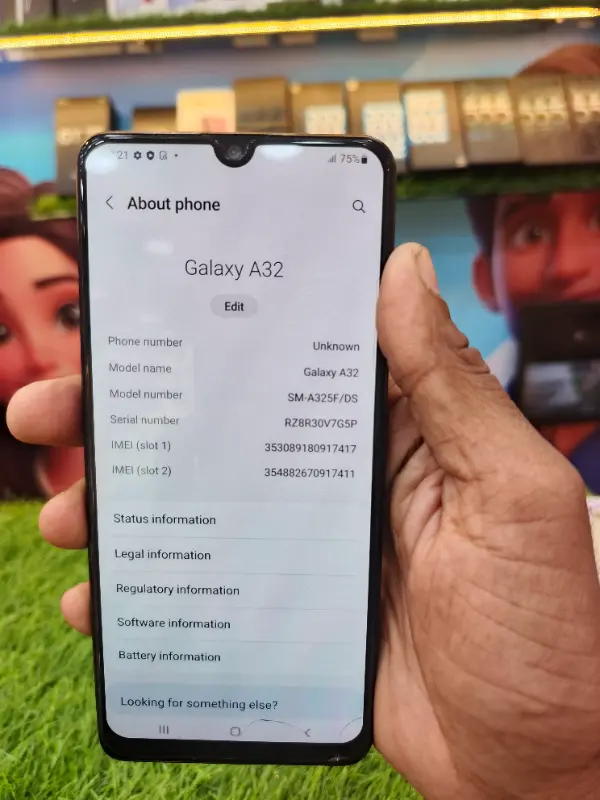 21 75%
About phone
Galaxy A32
Edit
Phone number Unknown
Model name Galaxy A32
Model number SM-A325F/DS
Serial number RZ8R30V7G5P
IMEI (slot 1) 353089180917417
IMEI (slot 2) 354882670917411
Status information
Legal information
Regulatory information
Software information
Battery information
Looking for something else?